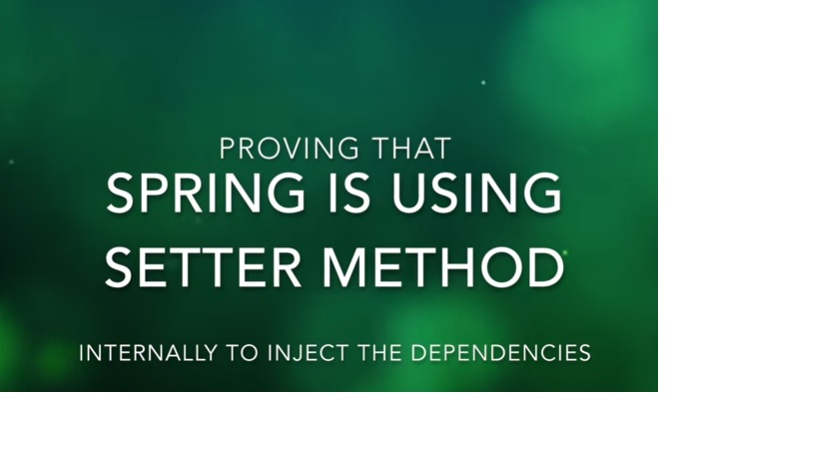 PROVING THAT
SPRING IS USING
SETTER METHOD
INTERNALLY TO INJECT THE DEPENDENCIES